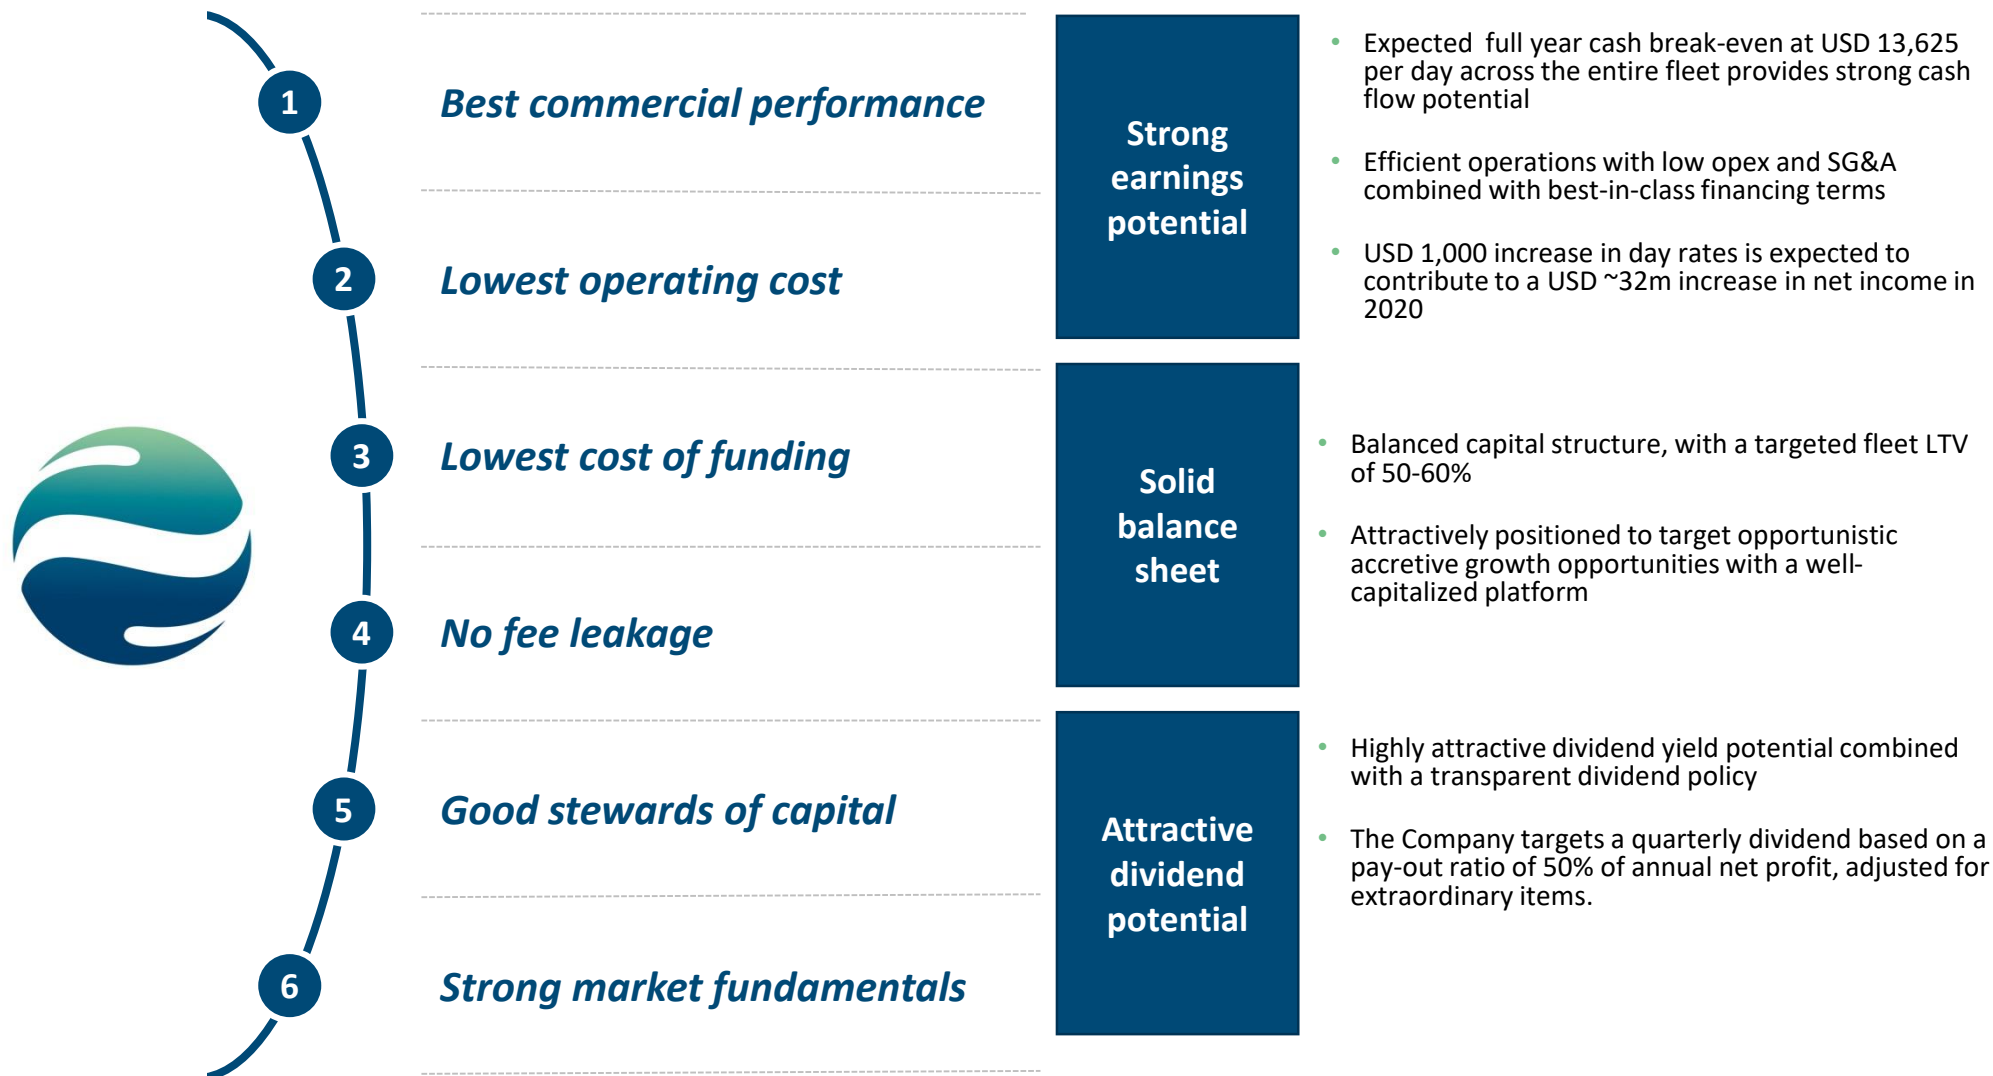 1
Best commercial performance
2
Lowest operating cost
3
Lowest cost of funding
4
No fee leakage
5
Good stewards of capital
6
Strong market fundamentals
Strong
earnings
potential
• Expected  full year cash break-even at USD 13,625
per day across the entire fleet provides strong cash
flow potential
• Efficient operations with low opex and SG&A
combined with best-in-class financing terms
• USD 1,000 increase in day rates is expected to
contribute to a USD ~32m increase in net income in
2020
Solid
balance
sheet
• Balanced capital structure, with a targeted fleet LTV
of 50-60%
• Attractively positioned to target opportunistic
accretive growth opportunities with a well-
capitalized platform
Attractive
dividend
potential
• Highly attractive dividend yield potential combined
with a transparent dividend policy
• The Company targets a quarterly dividend based on a
pay-out ratio of 50% of annual net profit, adjusted for
extraordinary items.